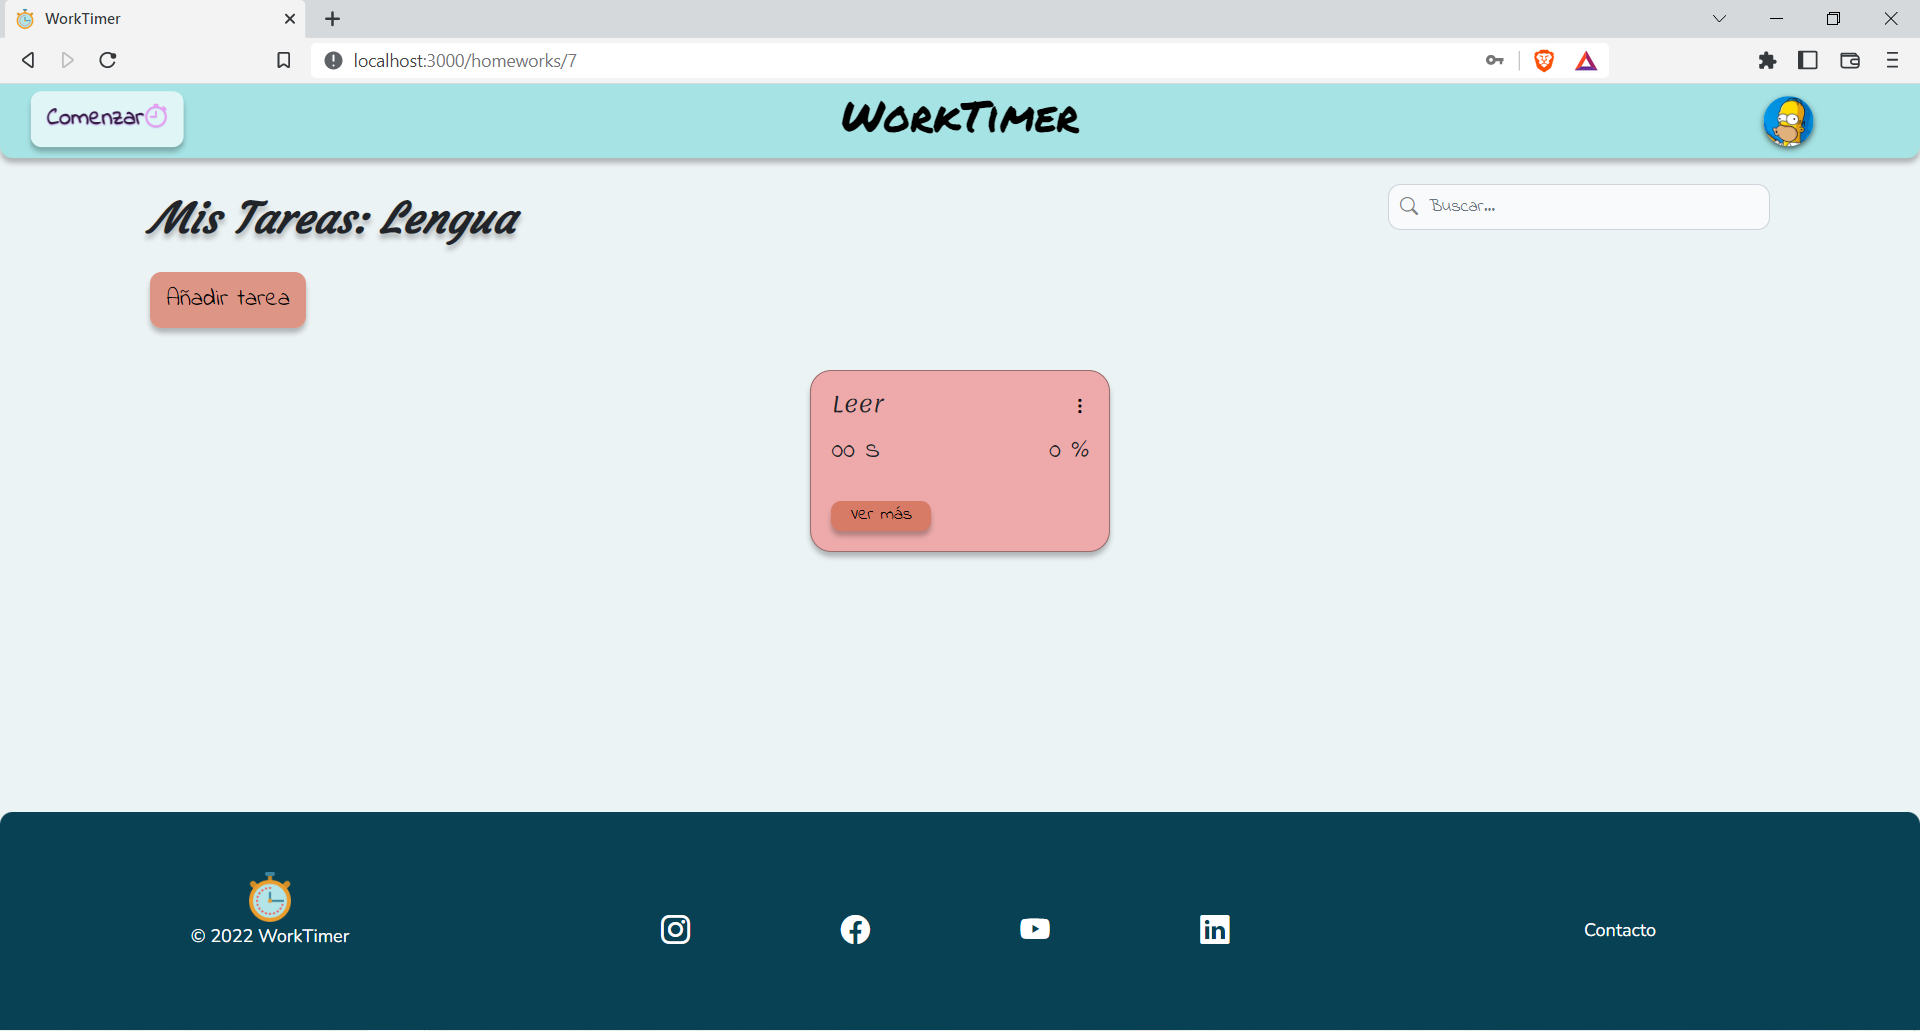 WorkTimer
localhost:3000/homeworks/7
Comenzar
WorkTimer
Mis Tareas: Lengua
Buscar...
Añadir tarea
Leer
00 S
0 %
Ver más
© 2022 WorkTimer
Contacto